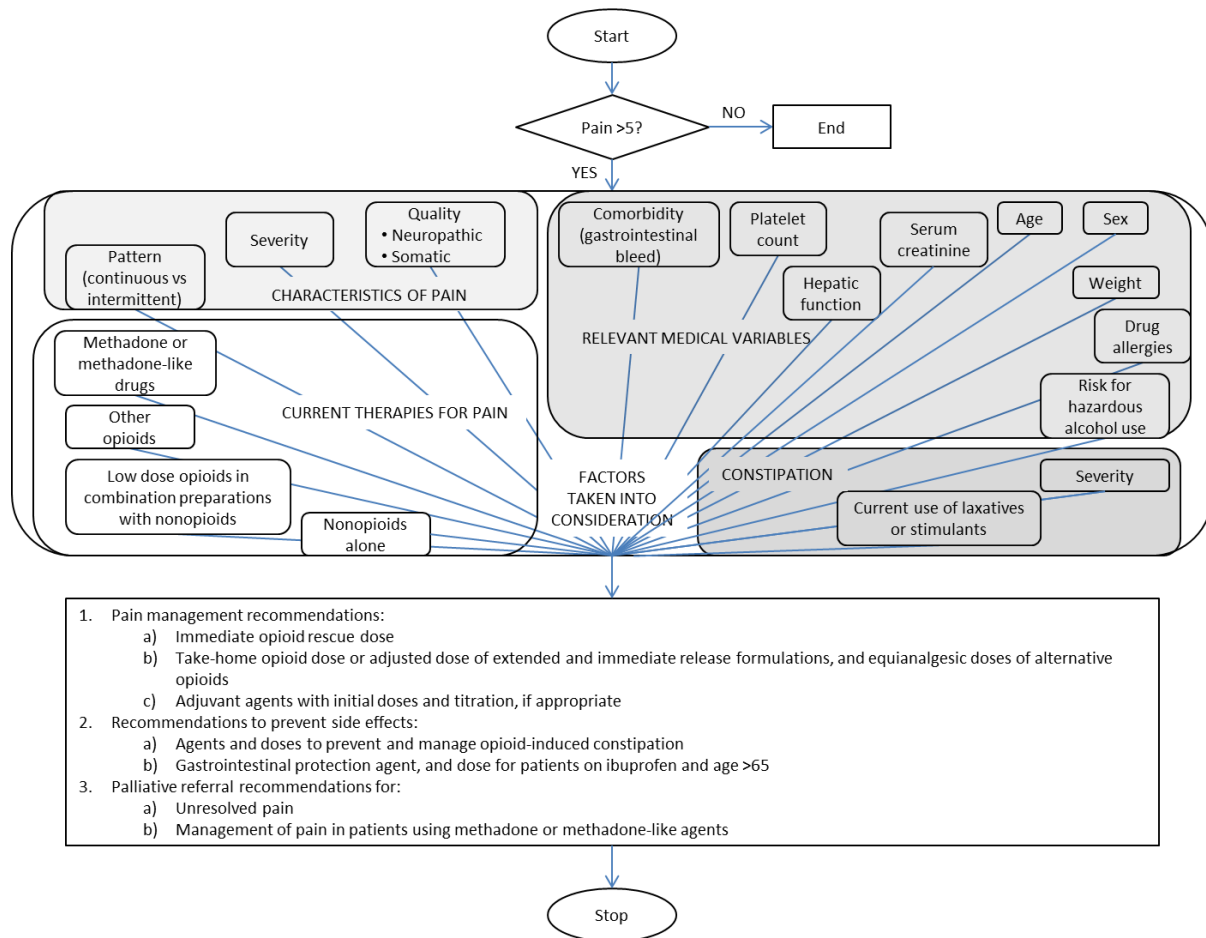 Start
Pain >5?
NO
End
YES
Pattern
(continuous vs
intermittent)
Severity
Quality
• Neuropathic
• Somatic
CHARACTERISTICS OF PAIN
Comorbidity
(gastrointestinal
bleed)
Platelet
count
Hepatic
function
Serum
creatinine
Age
Sex
Weight
Drug
allergies
Risk for
hazardous
alcohol use
RELEVANT MEDICAL VARIABLES
Methadone or
methadone-like
drugs
Other
opioids
Low dose opioids in
combination preparations
with nonopioids
Nonopioids
alone
CURRENT THERAPIES FOR PAIN
FACTORS
TAKEN INTO
CONSIDERATION
CONSTIPATION
Severity
Current use of laxatives
or stimulants
1. Pain management recommendations:
a) Immediate opioid rescue dose
b) Take-home opioid dose or adjusted dose of extended and immediate release formulations, and equianalgesic doses of alternative
opioids
c) Adjuvant agents with initial doses and titration, if appropriate
2. Recommendations to prevent side effects:
a) Agents and doses to prevent and manage opioid-induced constipation
b) Gastrointestinal protection agent, and dose for patients on ibuprofen and age >65
3. Palliative referral recommendations for:
a) Unresolved pain
b) Management of pain in patients using methadone or methadone-like agents
Stop